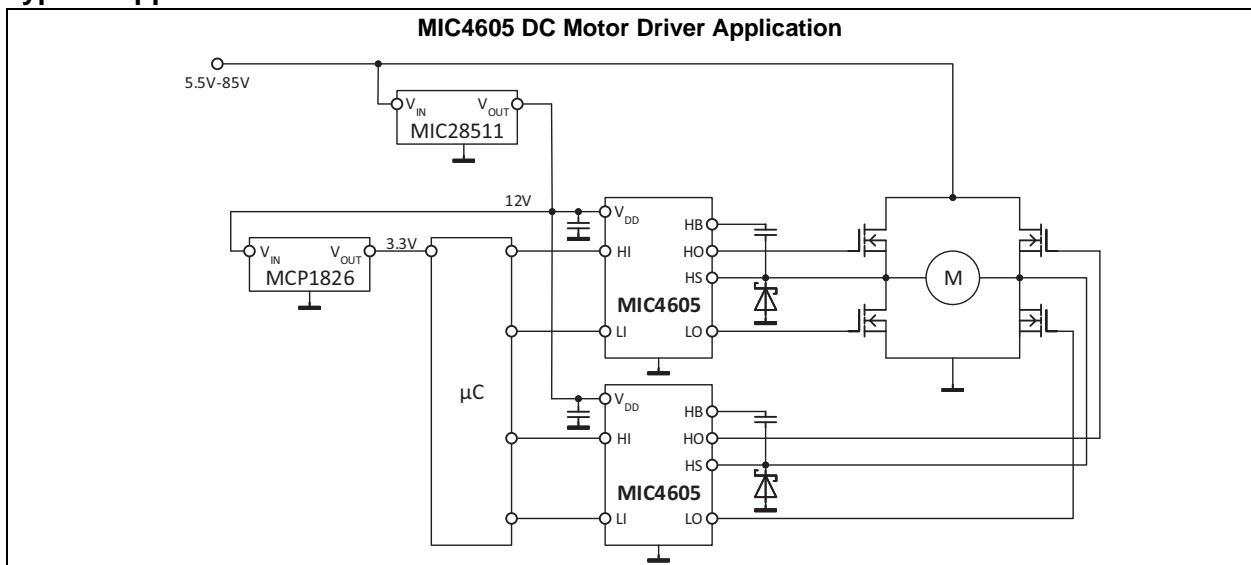 MIC4605 DC Motor Driver Application
5.5V-85V
VIN
VOUT
MIC28511
12V
VIN
VOUT
MCP1826
3.3V
µC
VDD
HI
LI
HB
HO
HS
LO
MIC4605
M
VDD
HI
LI
HB
HO
HS
LO
MIC4605